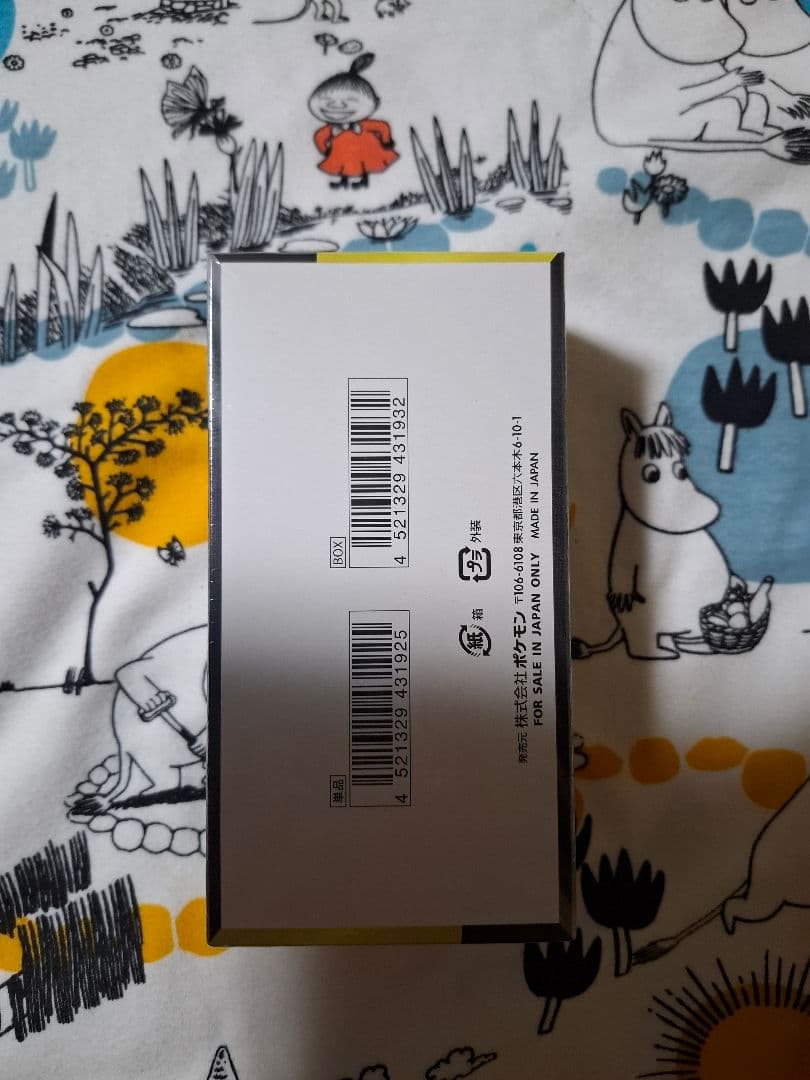 単品
4 521329 431925
BOX
4 521329 431932
紙 箱 プラ 外装
発売元 株式会社ポケモン 〒106-6108 東京都港区六本木6-10-1
FOR SALE IN JAPAN ONLY MADE IN JAPAN